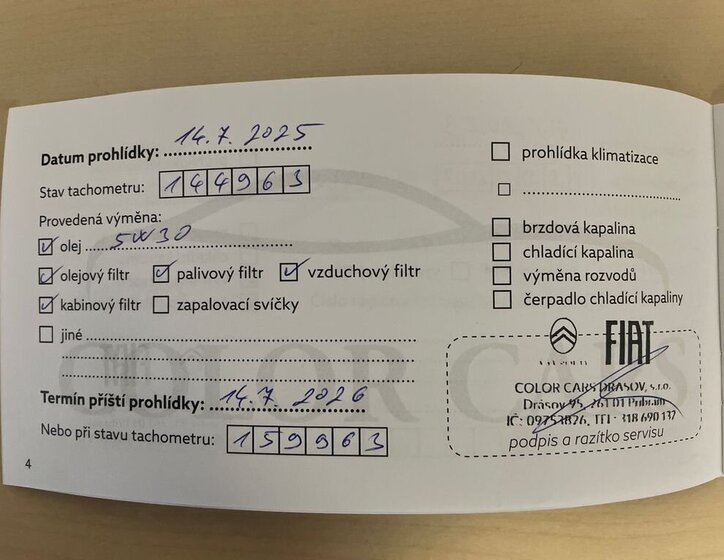 Datum prohlídky: 14.7.2025
Stav tachometru: 144963
Provedená výměna:
olej 5W30
olejový filtr palivový filtr vzduchový filtr
kabinový filtr zapalovací svíčky
jiné
Termín příští prohlídky: 14.7.2026
Nebo při stavu tachometru: 159963
4
prohlídka klimatizace
brzdová kapalina
chladící kapalina
výměna rozvodů
čerpadlo chladící kapaliny
FIAT
COLOR CARS DRASOV, s.r.o.
Drásov 95, 261 01 Příbram
IČ: 09753826, TEL: 318 690 137
podpis a razítko servisu
COLOR CARS